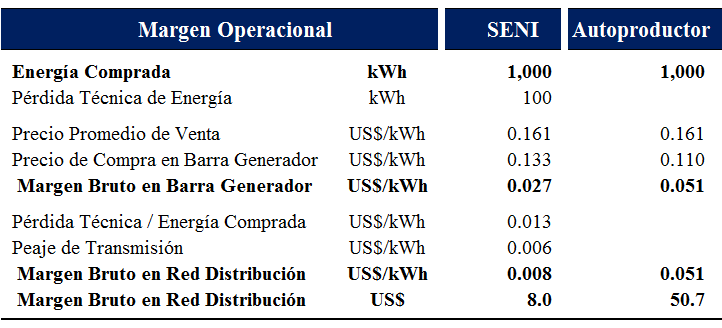 Margen Operacional SENI Autoproductor
Energía Comprada kWh 1,000 1,000
Pérdida Técnica de Energía kWh 100
Precio Promedio de Venta US$/kWh 0.161 0.161
Precio de Compra en Barra Generador US$/kWh 0.133 0.110
Margen Bruto en Barra Generador US$/kWh 0.027 0.051
Pérdida Técnica / Energía Comprada US$/kWh 0.013
Peaje de Transmisión US$/kWh 0.006
Margen Bruto en Red Distribución US$/kWh 0.008 0.051
Margen Bruto en Red Distribución US$ 8.0 50.7